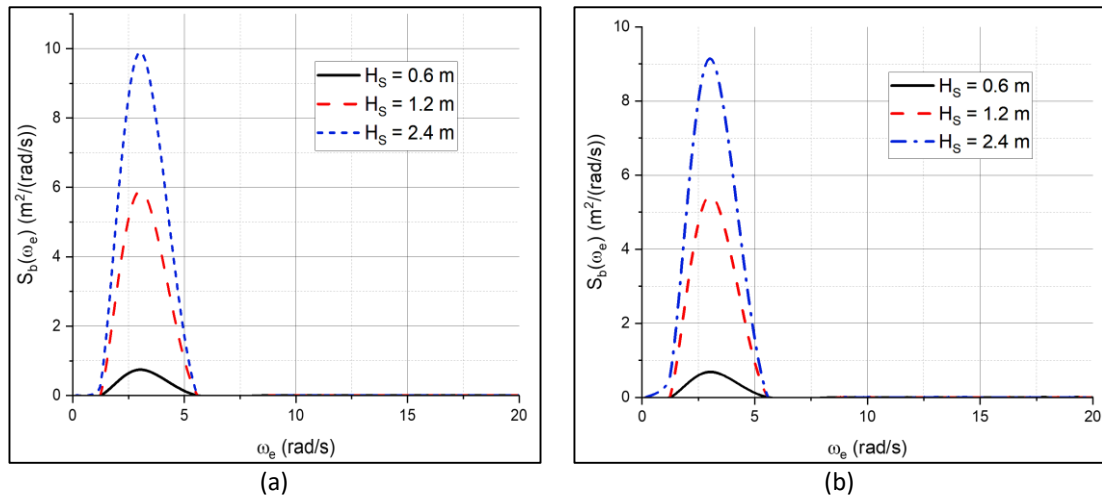 10
8
6
4
2
0
S_b(ω_e) (m²/(rad/s))
H_S = 0.6 m
H_S = 1.2 m
H_S = 2.4 m
0 5 10 15 20
ω_e (rad/s)
(a)
10
8
6
4
2
0
S_b(ω_e) (m²/(rad/s))
H_S = 0.6 m
H_S = 1.2 m
H_S = 2.4 m
0 5 10 15 20
ω_e (rad/s)
(b)